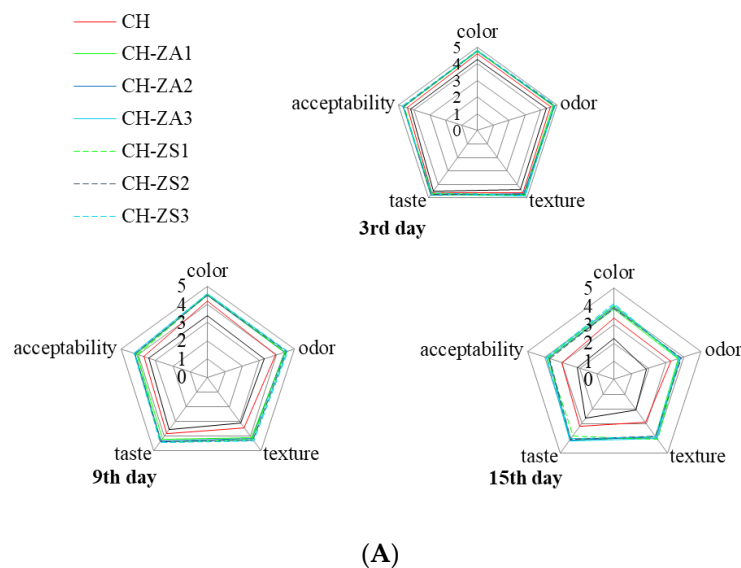 CH
CH-ZA1
CH-ZA2
CH-ZA3
CH-ZS1
CH-ZS2
CH-ZS3
color
5
4
3
2
1
0
odor
texture
taste
acceptability
3rd day
color
5
4
3
2
1
0
odor
texture
taste
acceptability
9th day
color
5
4
3
2
1
0
odor
texture
taste
acceptability
15th day
(A)